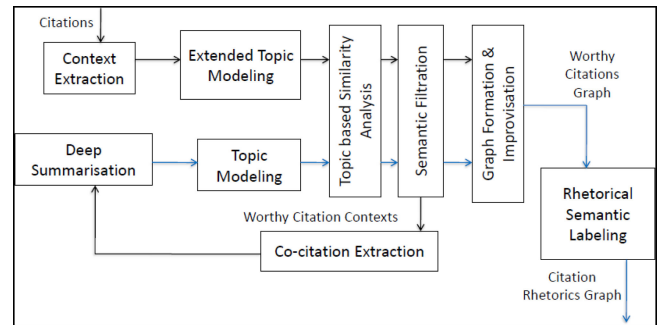 Citations
Context
Extraction
Extended Topic
Modeling
Topic based Similarity
Analysis
Semantic Filtration
Graph Formation &
Improvisation
Worthy
Citations
Graph
Deep
Summarisation
Topic
Modeling
Rhetorical
Semantic
Labeling
Worthy Citation Contexts
Co-citation Extraction
Citation
Rhetorics Graph